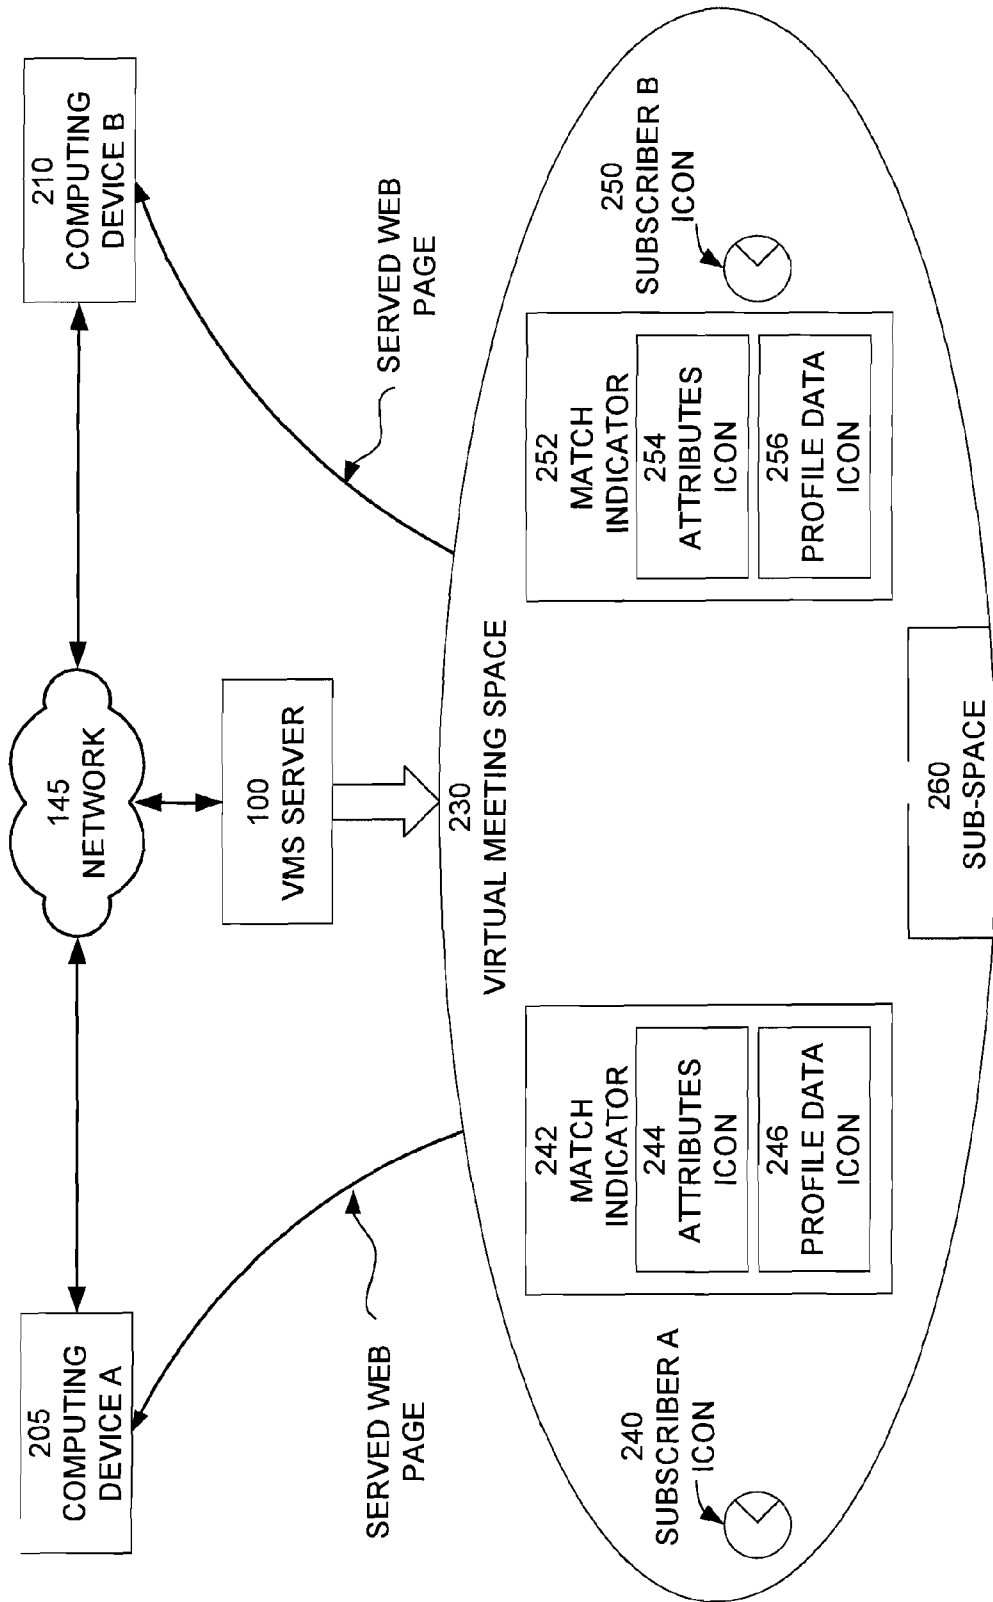 205
COMPUTING
DEVICE A
145
NETWORK
210
COMPUTING
DEVICE B
100
VMS SERVER
SERVED WEB
PAGE
SERVED WEB
PAGE
230
VIRTUAL MEETING SPACE
240
SUBSCRIBER A
ICON
242
MATCH
INDICATOR
244
ATTRIBUTES
ICON
246
PROFILE DATA
ICON
252
MATCH
INDICATOR
254
ATTRIBUTES
ICON
256
PROFILE DATA
ICON
250
SUBSCRIBER B
ICON
260
SUB-SPACE